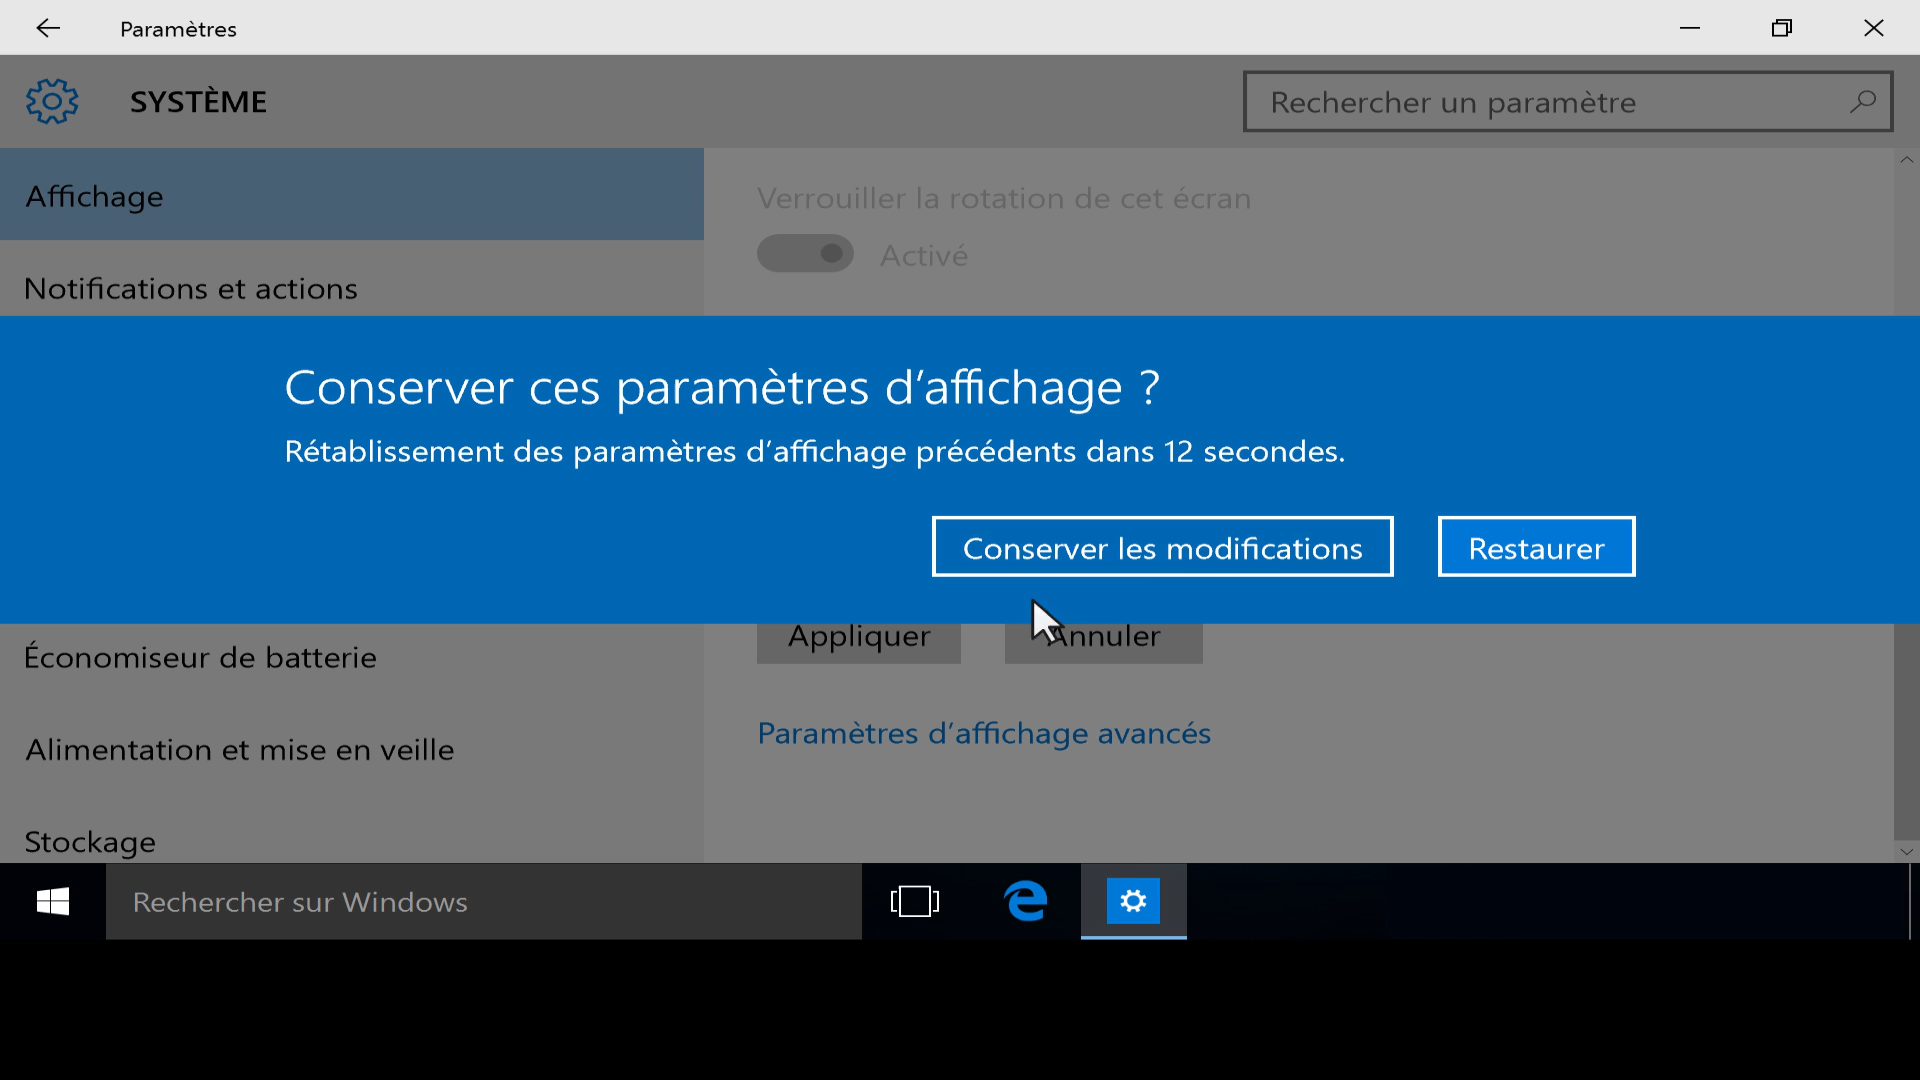 Paramètres
SYSTÈME
Rechercher un paramètre
Affichage
Notifications et actions
Verrouiller la rotation de cet écran
Activé
Conserver ces paramètres d’affichage ?
Rétablissement des paramètres d’affichage précédents dans 12 secondes.
Conserver les modifications
Restaurer
Appliquer
Annuler
Économiseur de batterie
Paramètres d’affichage avancés
Alimentation et mise en veille
Stockage
Rechercher sur Windows